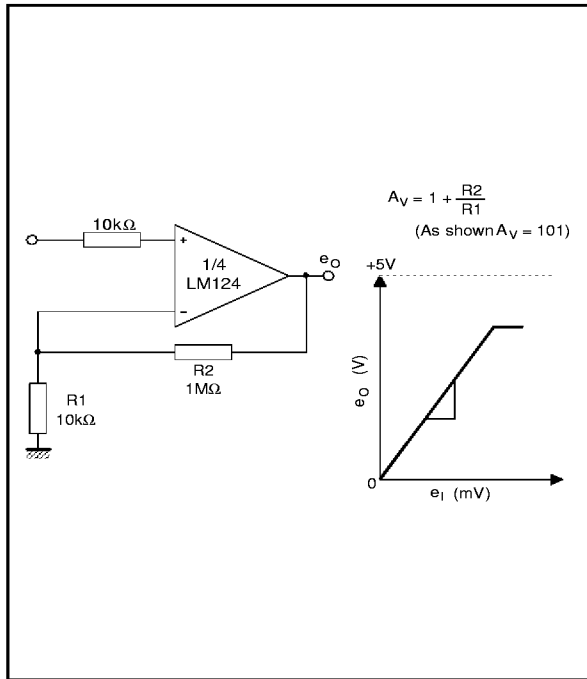 10kΩ
+
1/4
LM124
−
e_O
R2
1MΩ
R1
10kΩ
A_V = 1 + R2/R1
(As shown A_V = 101)
+5V
e_O (V)
0
e_I (mV)